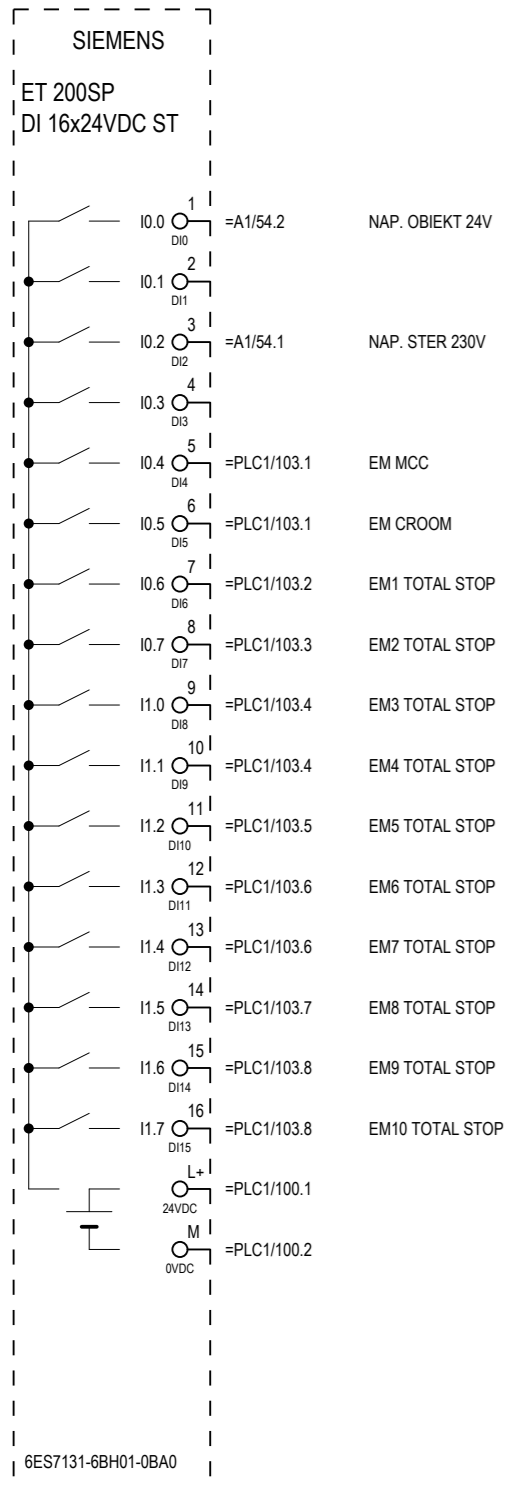 SIEMENS
ET 200SP
DI 16x24VDC ST
1
I0.0 =A1/54.2 NAP. OBIEKT 24V
DI0
2
I0.1
DI1
3
I0.2 =A1/54.1 NAP. STER 230V
DI2
4
I0.3
DI3
5
I0.4 =PLC1/103.1 EM MCC
DI4
6
I0.5 =PLC1/103.1 EM CROOM
DI5
7
I0.6 =PLC1/103.2 EM1 TOTAL STOP
DI6
8
I0.7 =PLC1/103.3 EM2 TOTAL STOP
DI7
9
I1.0 =PLC1/103.4 EM3 TOTAL STOP
DI8
10
I1.1 =PLC1/103.4 EM4 TOTAL STOP
DI9
11
I1.2 =PLC1/103.5 EM5 TOTAL STOP
DI10
12
I1.3 =PLC1/103.6 EM6 TOTAL STOP
DI11
13
I1.4 =PLC1/103.6 EM7 TOTAL STOP
DI12
14
I1.5 =PLC1/103.7 EM8 TOTAL STOP
DI13
15
I1.6 =PLC1/103.8 EM9 TOTAL STOP
DI14
16
I1.7 =PLC1/103.8 EM10 TOTAL STOP
DI15
L+
=PLC1/100.1
24VDC
M
=PLC1/100.2
0VDC
6ES7131-6BH01-0BA0